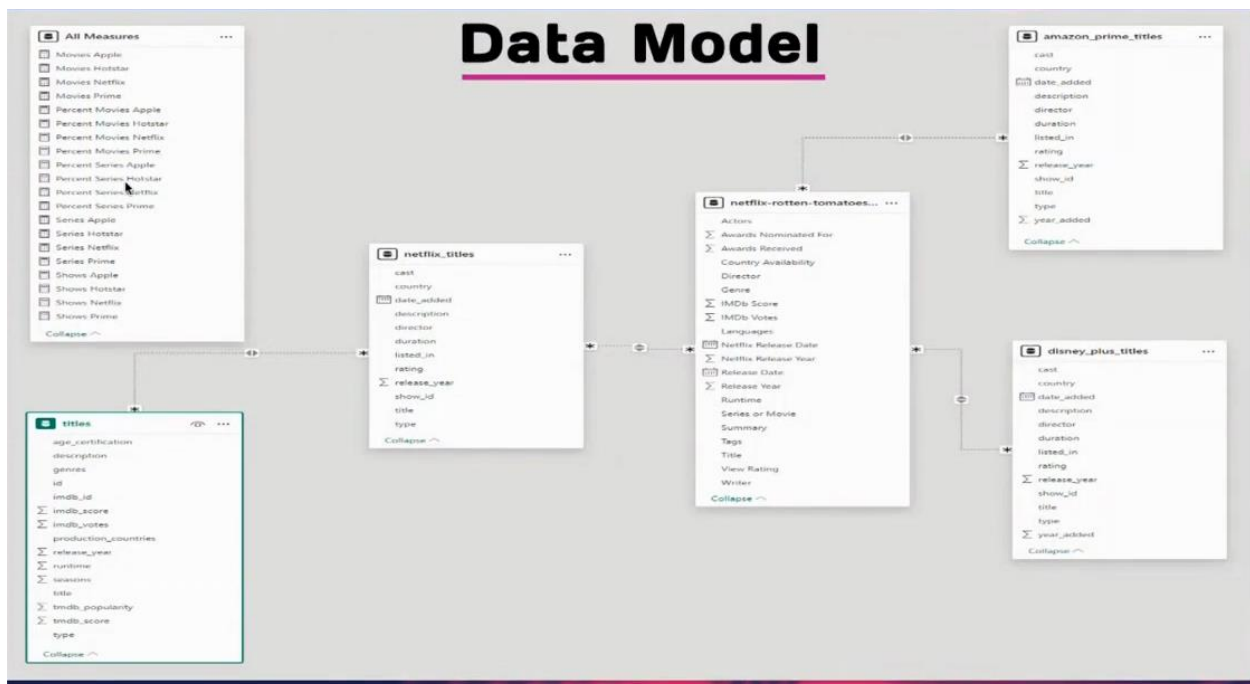 Data Model
All Measures
Movies Apple
Movies Hotstar
Movies Netflix
Movies Prime
Percent Movies Apple
Percent Movies Hotstar
Percent Movies Netflix
Percent Movies Prime
Percent Series Apple
Percent Series Hotstar
Percent Series Netflix
Percent Series Prime
Series Apple
Series Hotstar
Series Netflix
Series Prime
Shows Apple
Shows Hotstar
Shows Netflix
Shows Prime
Collapse
titles
age_certification
description
genres
id
imdb_id
imdb_score
imdb_votes
production_countries
release_year
runtime
seasons
title
tmdb_popularity
tmdb_score
type
Collapse
netflix_titles
cast
country
date_added
description
director
duration
listed_in
rating
release_year
show_id
title
type
Collapse
netflix-rotten-tomatoes...
Actors
Awards Nominated For
Awards Received
Country Availability
Director
Genre
IMDb Score
IMDb Votes
Languages
Netflix Release Date
Netflix Release Year
Release Date
Release Year
Runtime
Series or Movie
Summary
Tags
Title
View Rating
Writer
Collapse
amazon_prime_titles
cast
country
date_added
description
director
duration
listed_in
rating
release_year
show_id
title
type
year_added
Collapse
disney_plus_titles
cast
country
date_added
description
director
duration
listed_in
rating
release_year
show_id
title
type
year_added
Collapse